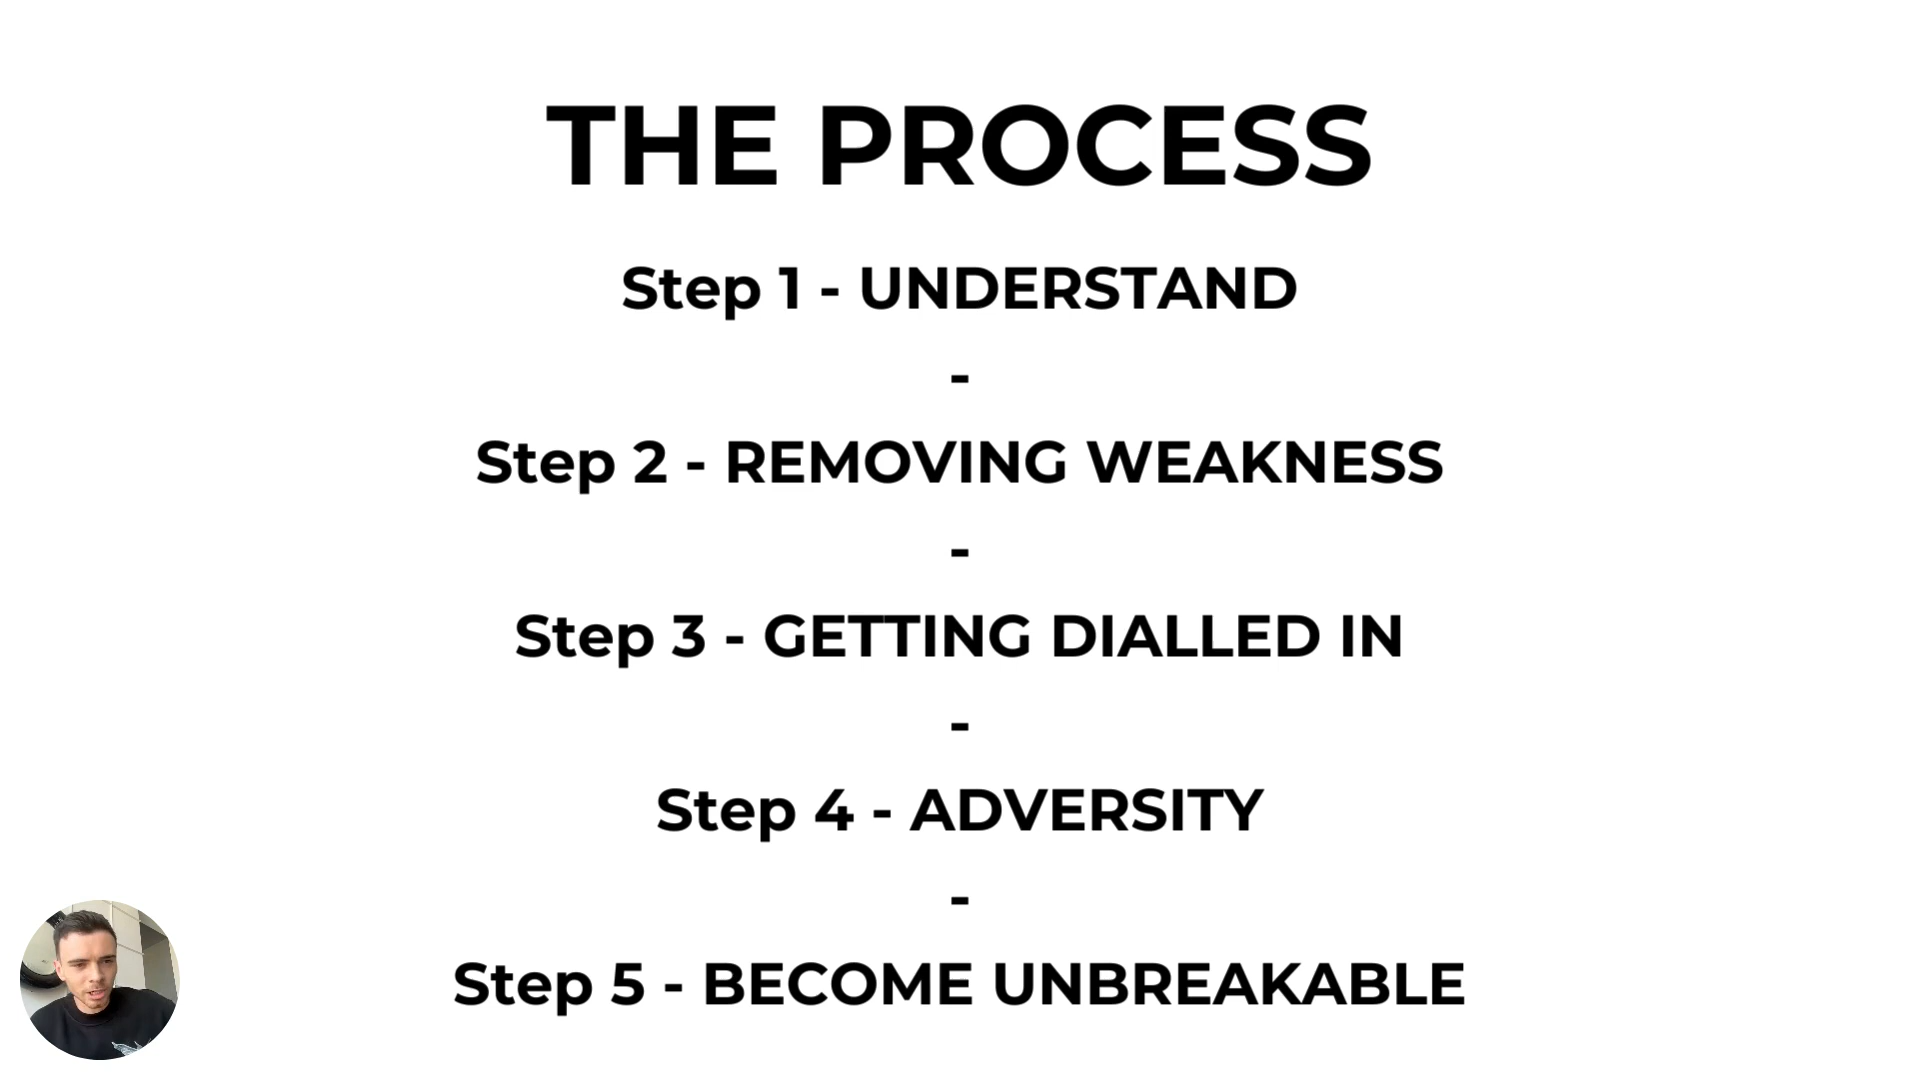 THE PROCESS
Step 1 - UNDERSTAND
-
Step 2 - REMOVING WEAKNESS
-
Step 3 - GETTING DIALLED IN
-
Step 4 - ADVERSITY
-
Step 5 - BECOME UNBREAKABLE